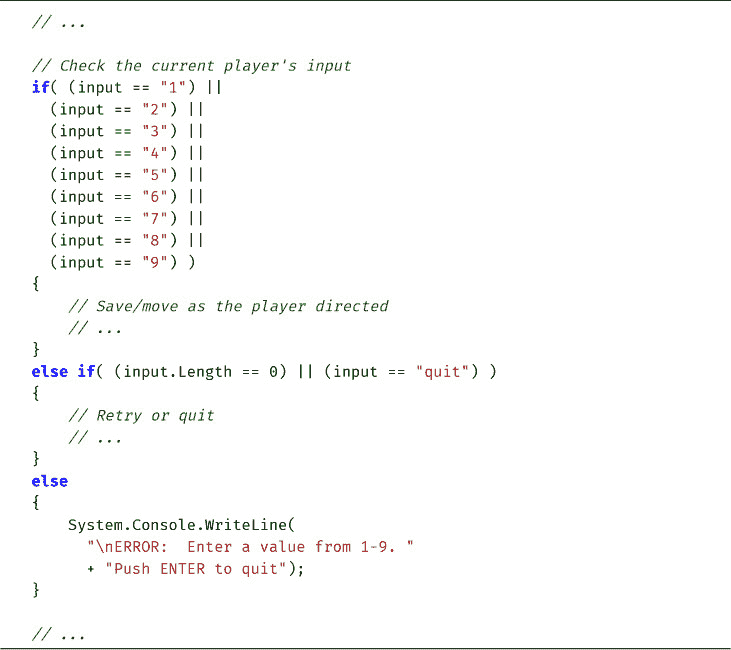 // ...
// Check the current player's input
if( (input == "1") ||
(input == "2") ||
(input == "3") ||
(input == "4") ||
(input == "5") ||
(input == "6") ||
(input == "7") ||
(input == "8") ||
(input == "9") )
{
// Save/move as the player directed
// ...
}
else if( (input.Length == 0) || (input == "quit") )
{
// Retry or quit
// ...
}
else
{
System.Console.WriteLine(
"\nERROR:  Enter a value from 1-9. "
+ "Push ENTER to quit");
}
// ...